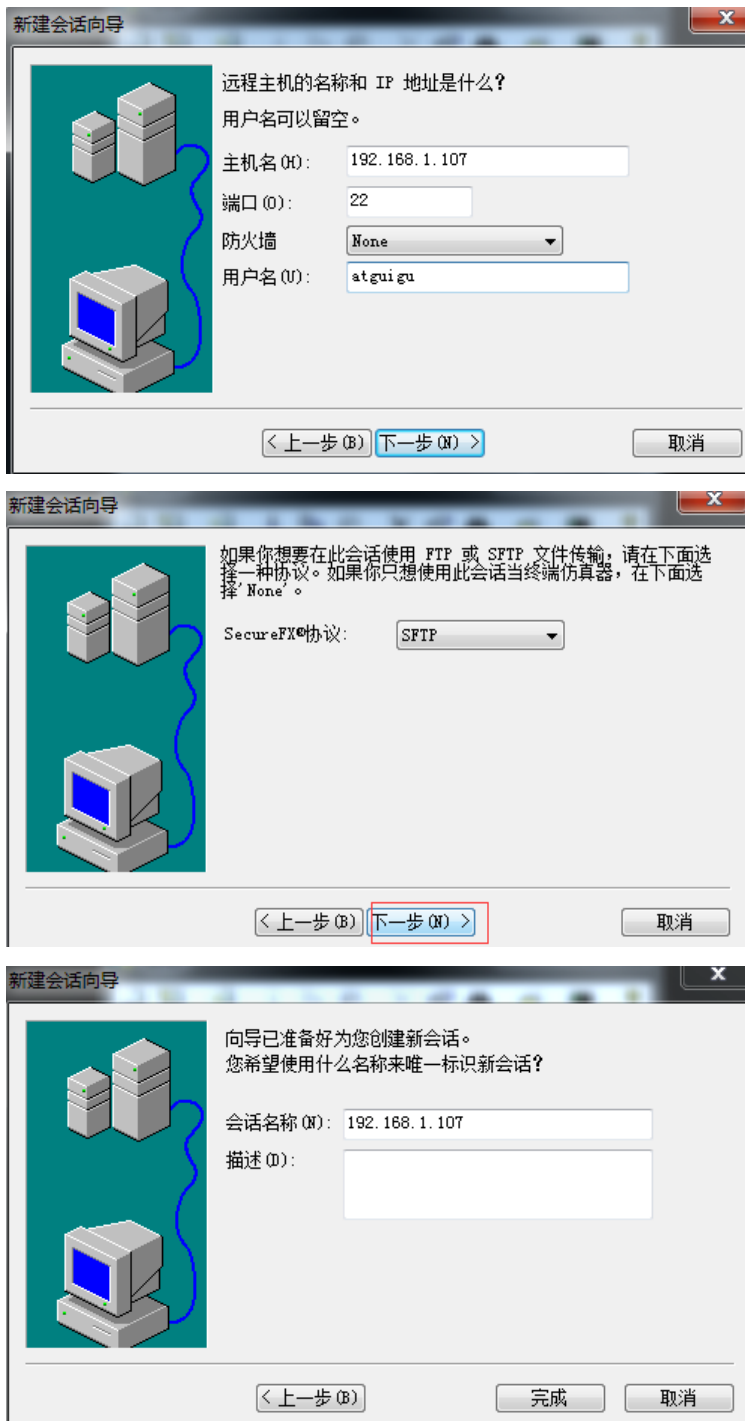 新建会话向导
远程主机的名称和 IP 地址是什么?
用户名可以留空。
主机名(H): 192.168.1.107
端口(O): 22
防火墙 None
用户名(U): atguigu
< 上一步(B) 下一步(N) > 取消
新建会话向导
如果你想要在此会话使用 FTP 或 SFTP 文件传输,请在下面选
择一种协议。如果你只想使用此会话当终端仿真器,在下面选
择'None'。
SecureFX®协议: SFTP
< 上一步(B) 下一步(N) > 取消
新建会话向导
向导已准备好为您创建新会话。
您希望使用什么名称来唯一标识新会话?
会话名称(N): 192.168.1.107
描述(D):
< 上一步(B) 完成 取消